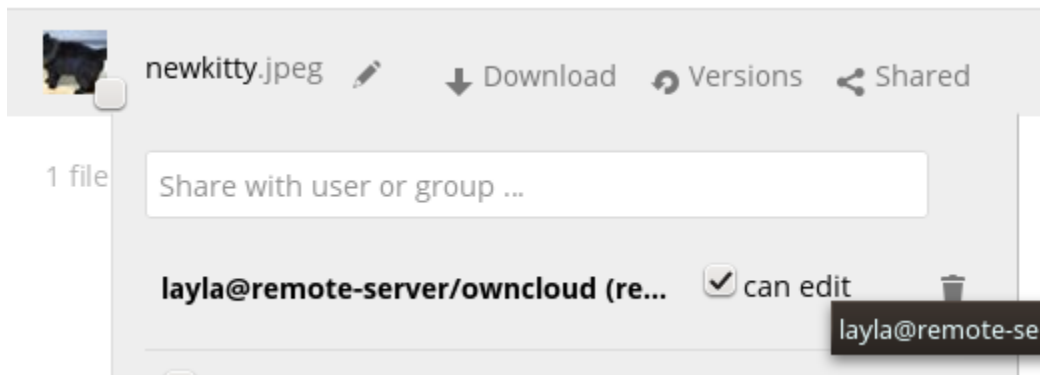 newkitty.jpeg Download Versions Shared
1 file
Share with user or group ...
layla@remote-server/owncloud (re... can edit
layla@remote-se